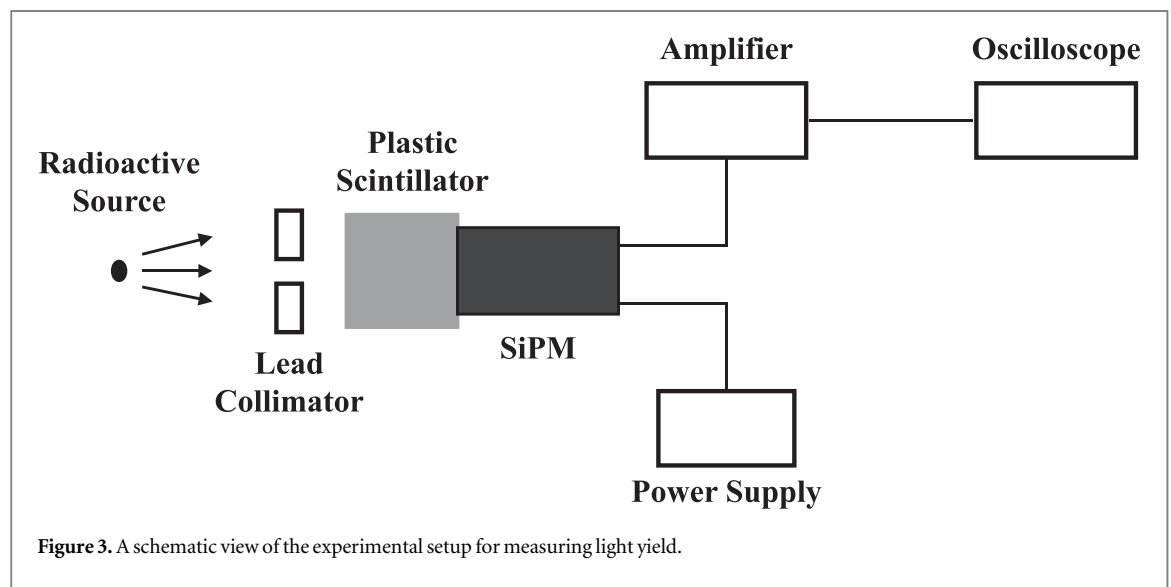 Amplifier
Oscilloscope
Radioactive
Source
Plastic
Scintillator
Lead
Collimator
SiPM
Power Supply
Figure 3. A schematic view of the experimental setup for measuring light yield.